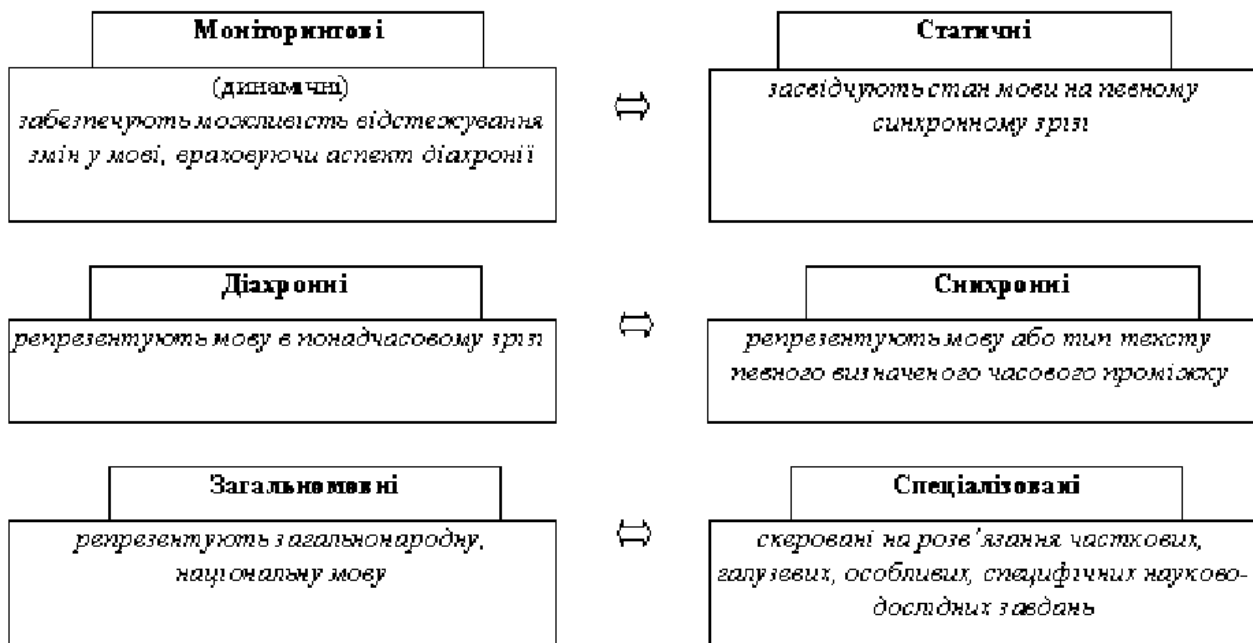 Моніторингові
(динамічні)
забезпечують можливість відстежування
змін у мові, враховуючи аспект діахронії
Статичні
засвідчують стан мови на певному
синхронному зрізі
Діахронні
репрезентують мову в понадчасовому зрізі
Снихронні
репрезентують мову або тип тексту
певного визначеного часового проміжку
Загальномовні
репрезентують загальнонародну,
національну мову
Спеціалізовані
скеровані на розв'язання часткових,
галузевих, особливих, специфічних науково-
дослідних завдань